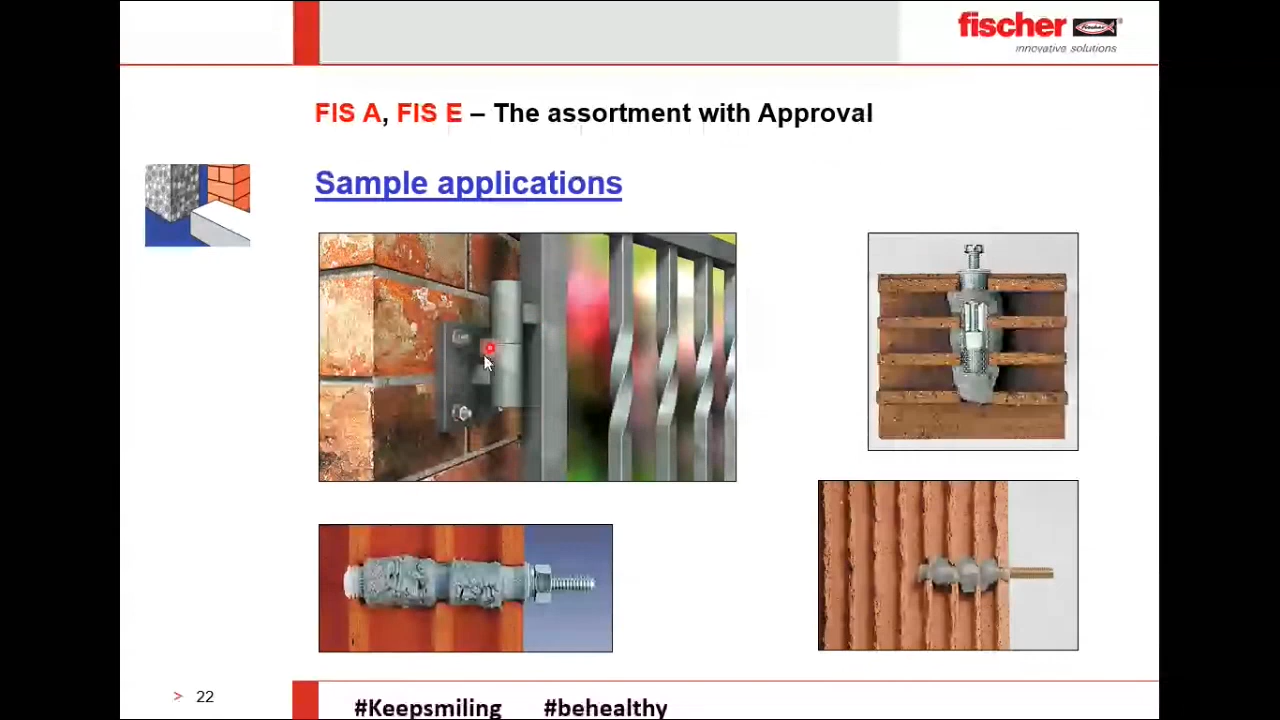 fischer
innovative solutions
FIS A, FIS E – The assortment with Approval
Sample applications
> 22
#Keepsmiling #behealthy